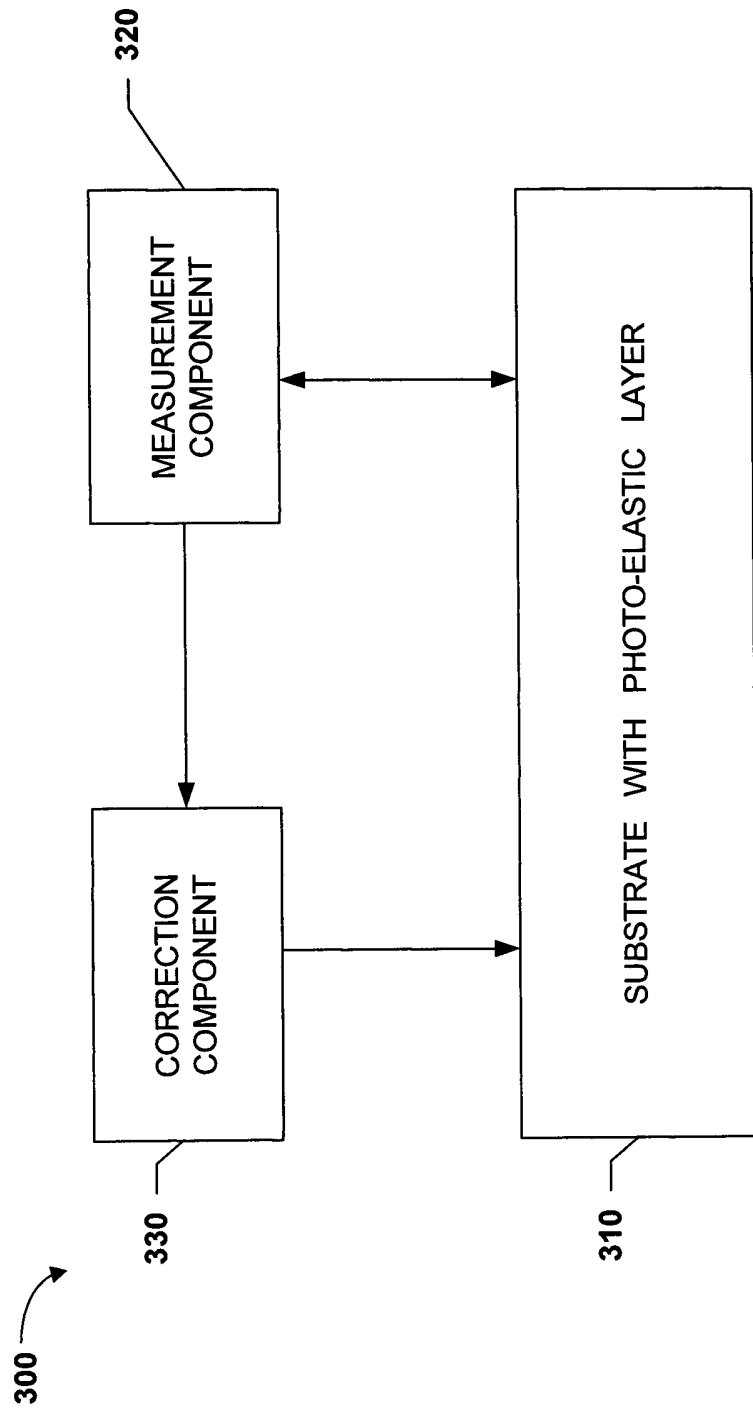 300
330
CORRECTION
COMPONENT
MEASUREMENT
COMPONENT
320
310
SUBSTRATE WITH PHOTO-ELASTIC LAYER